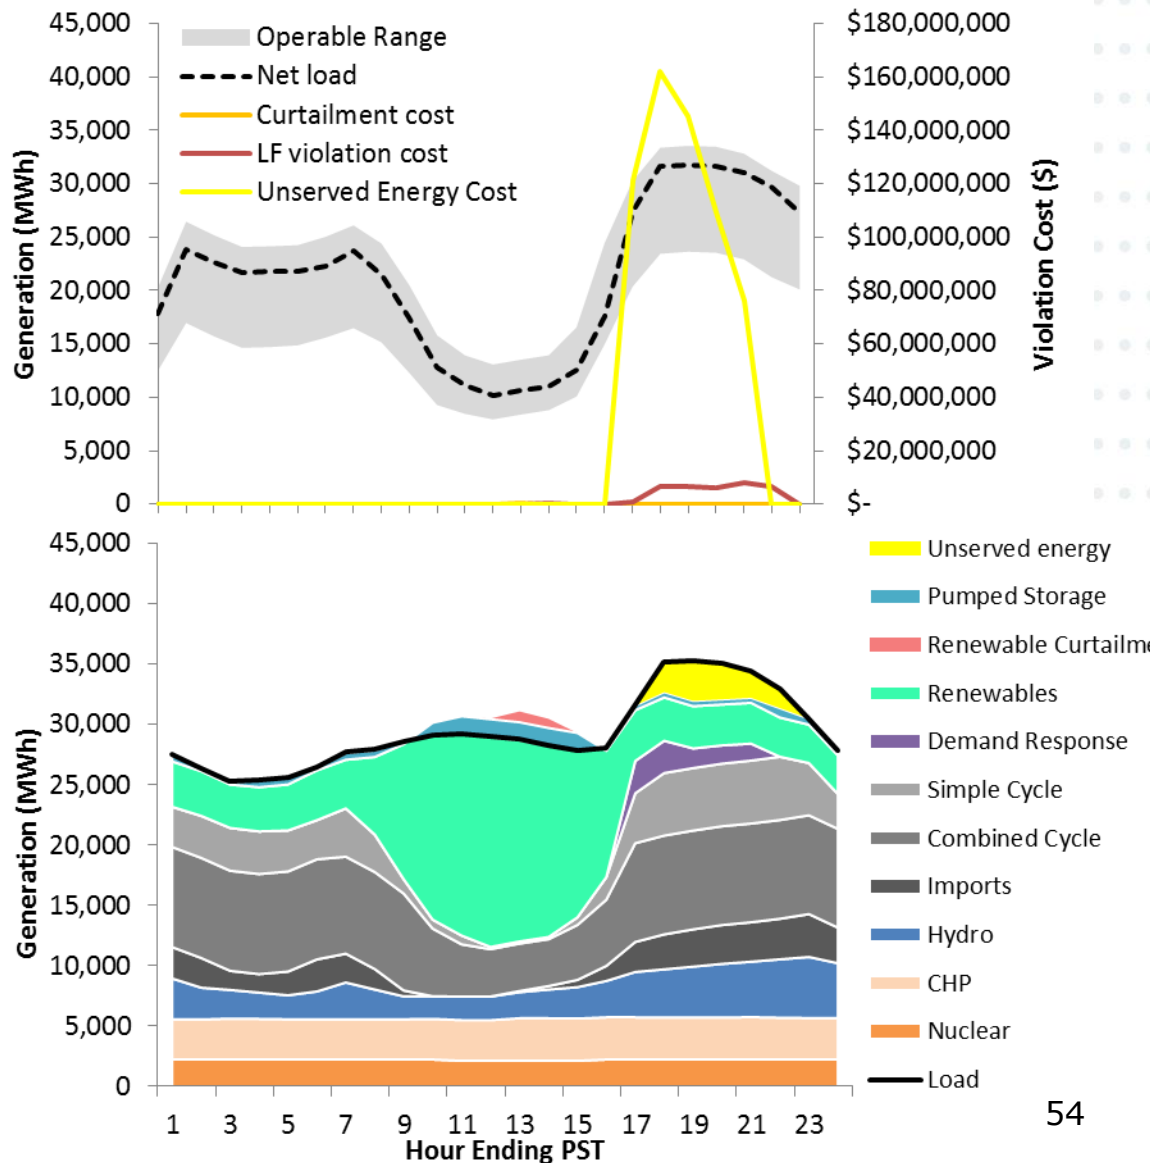 45,000
40,000
35,000
30,000
25,000
20,000
15,000
10,000
5,000
0
Generation (MWh)
Operable Range
Net load
Curtailment cost
LF violation cost
Unserved Energy Cost
$180,000,000
$160,000,000
$140,000,000
$120,000,000
$100,000,000
$80,000,000
$60,000,000
$40,000,000
$20,000,000
$-
Violation Cost ($)
45,000
40,000
35,000
30,000
25,000
20,000
15,000
10,000
5,000
0
Generation (MWh)
1 3 5 7 9 11 13 15 17 19 21 23
Hour Ending PST
Unserved energy
Pumped Storage
Renewable Curtailme
Renewables
Demand Response
Simple Cycle
Combined Cycle
Imports
Hydro
CHP
Nuclear
Load
54